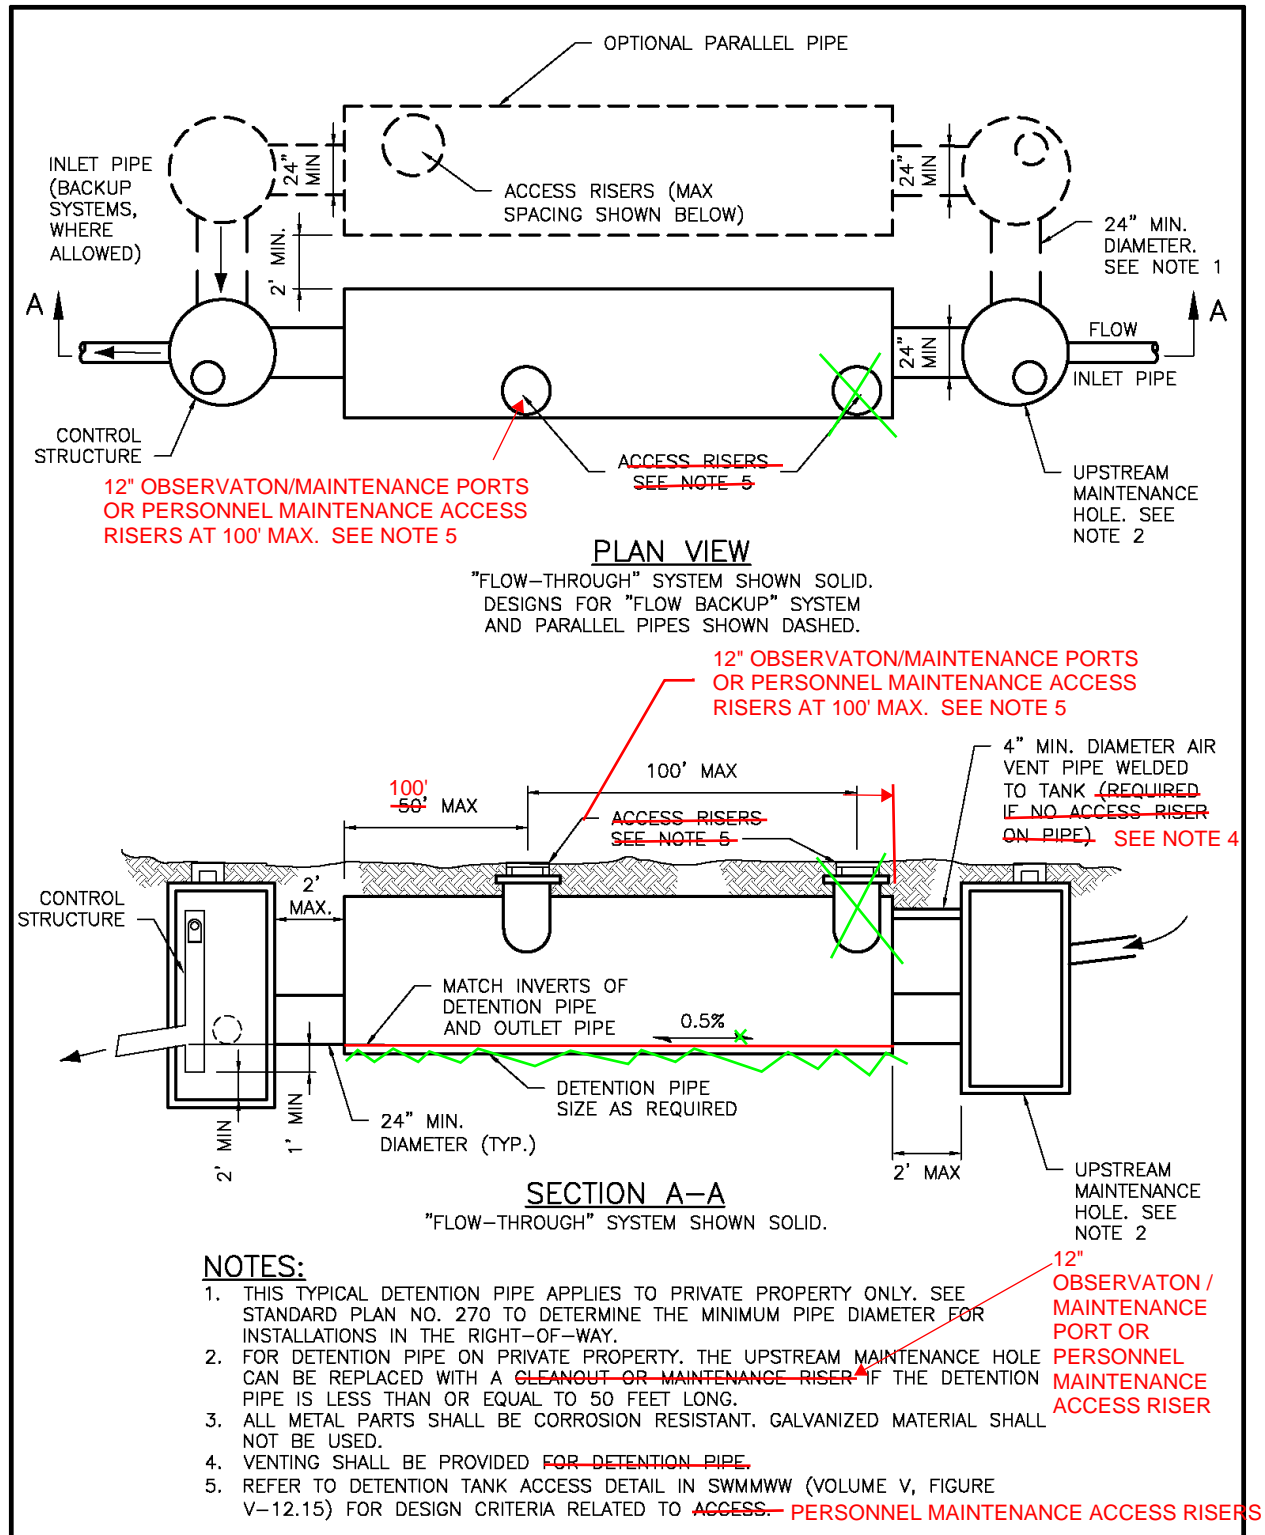 OPTIONAL PARALLEL PIPE
INLET PIPE
(BACKUP
SYSTEMS,
WHERE
ALLOWED)
24"
MIN
ACCESS RISERS (MAX
SPACING SHOWN BELOW)
24"
MIN
2' MIN.
24" MIN.
DIAMETER.
SEE NOTE 1
A
A
FLOW
24"
MIN
INLET PIPE
CONTROL
STRUCTURE
ACCESS RISERS
SEE NOTE 5
12" OBSERVATON/MAINTENANCE PORTS
OR PERSONNEL MAINTENANCE ACCESS
RISERS AT 100' MAX. SEE NOTE 5
UPSTREAM
MAINTENANCE
HOLE. SEE
NOTE 2
PLAN VIEW
"FLOW-THROUGH" SYSTEM SHOWN SOLID.
DESIGNS FOR "FLOW BACKUP" SYSTEM
AND PARALLEL PIPES SHOWN DASHED.
12" OBSERVATON/MAINTENANCE PORTS
OR PERSONNEL MAINTENANCE ACCESS
RISERS AT 100' MAX. SEE NOTE 5
4" MIN. DIAMETER AIR
VENT PIPE WELDED
TO TANK (REQUIRED
IF NO ACCESS RISER
ON PIPE) SEE NOTE 4
100' MAX
100'
50' MAX
ACCESS RISERS
SEE NOTE 5
CONTROL
STRUCTURE
2'
MAX.
MATCH INVERTS OF
DETENTION PIPE
AND OUTLET PIPE
0.5%
DETENTION PIPE
SIZE AS REQUIRED
24" MIN.
DIAMETER (TYP.)
2' MIN
1' MIN
2' MAX
UPSTREAM
MAINTENANCE
HOLE. SEE
NOTE 2
SECTION A-A
"FLOW-THROUGH" SYSTEM SHOWN SOLID.
NOTES:
1. THIS TYPICAL DETENTION PIPE APPLIES TO PRIVATE PROPERTY ONLY. SEE
STANDARD PLAN NO. 270 TO DETERMINE THE MINIMUM PIPE DIAMETER FOR
INSTALLATIONS IN THE RIGHT-OF-WAY.
2. FOR DETENTION PIPE ON PRIVATE PROPERTY. THE UPSTREAM MAINTENANCE HOLE
CAN BE REPLACED WITH A CLEANOUT OR MAINTENANCE RISER IF THE DETENTION
PIPE IS LESS THAN OR EQUAL TO 50 FEET LONG.
12"
OBSERVATON /
MAINTENANCE
PORT OR
PERSONNEL
MAINTENANCE
ACCESS RISER
3. ALL METAL PARTS SHALL BE CORROSION RESISTANT. GALVANIZED MATERIAL SHALL
NOT BE USED.
4. VENTING SHALL BE PROVIDED FOR DETENTION PIPE.
5. REFER TO DETENTION TANK ACCESS DETAIL IN SWMMWW (VOLUME V, FIGURE
V-12.15) FOR DESIGN CRITERIA RELATED TO ACCESS. PERSONNEL MAINTENANCE ACCESS RISERS